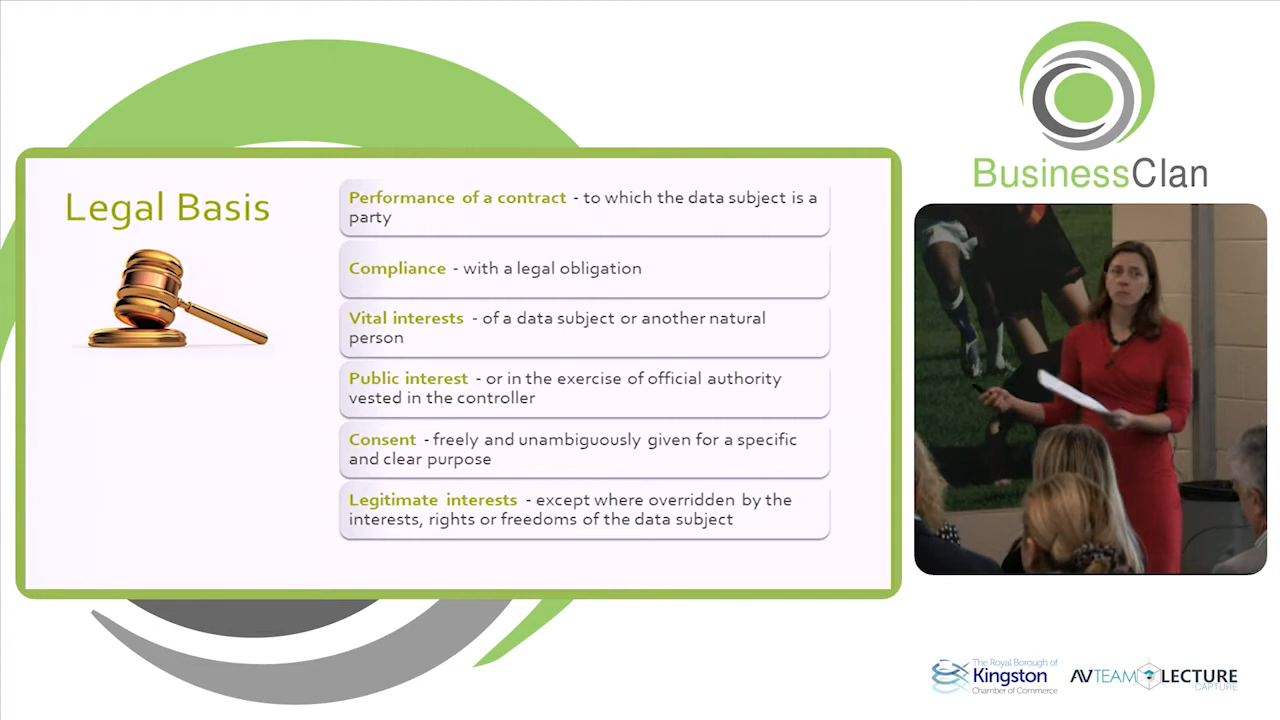 Legal Basis
Performance of a contract - to which the data subject is a
party
Compliance - with a legal obligation
Vital interests - of a data subject or another natural
person
Public interest - or in the exercise of official authority
vested in the controller
Consent - freely and unambiguously given for a specific
and clear purpose
Legitimate interests - except where overridden by the
interests, rights or freedoms of the data subject
BusinessClan
The Royal Borough of
Kingston
Chamber of Commerce
AVTEAM LECTURE
CAPTURE